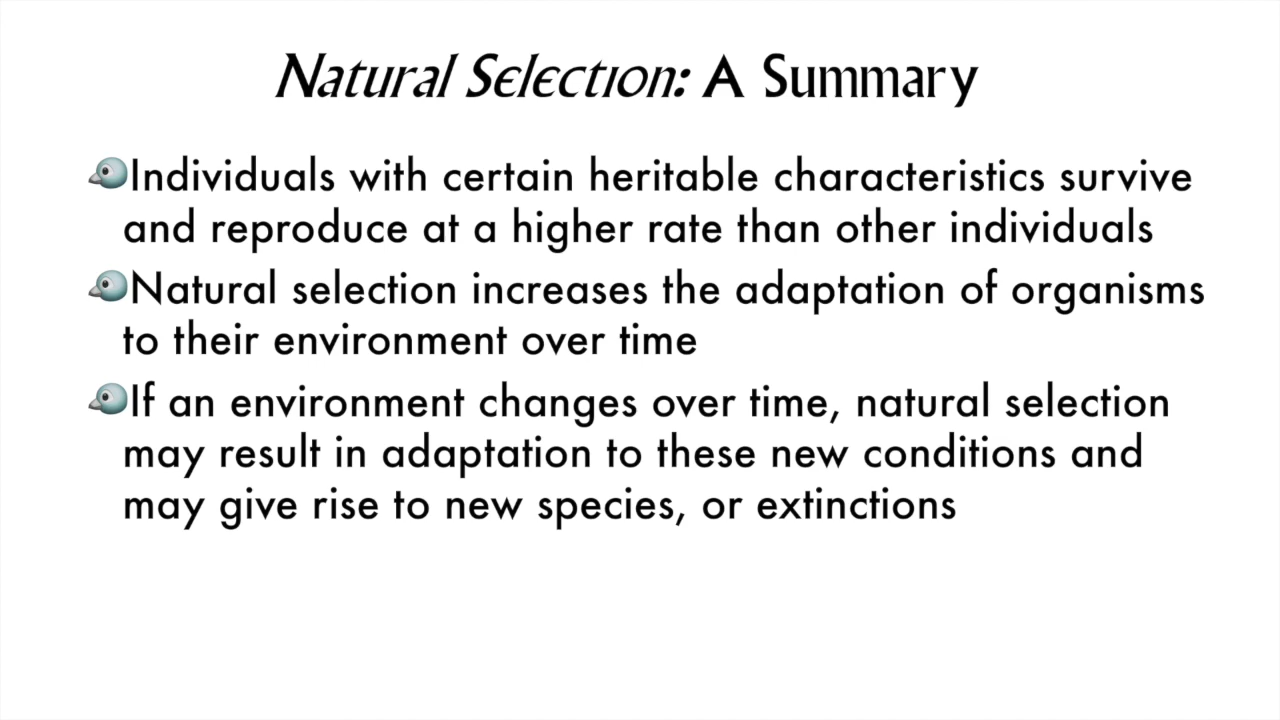 Natural Selection: A Summary
Individuals with certain heritable characteristics survive
and reproduce at a higher rate than other individuals
Natural selection increases the adaptation of organisms
to their environment over time
If an environment changes over time, natural selection
may result in adaptation to these new conditions and
may give rise to new species, or extinctions